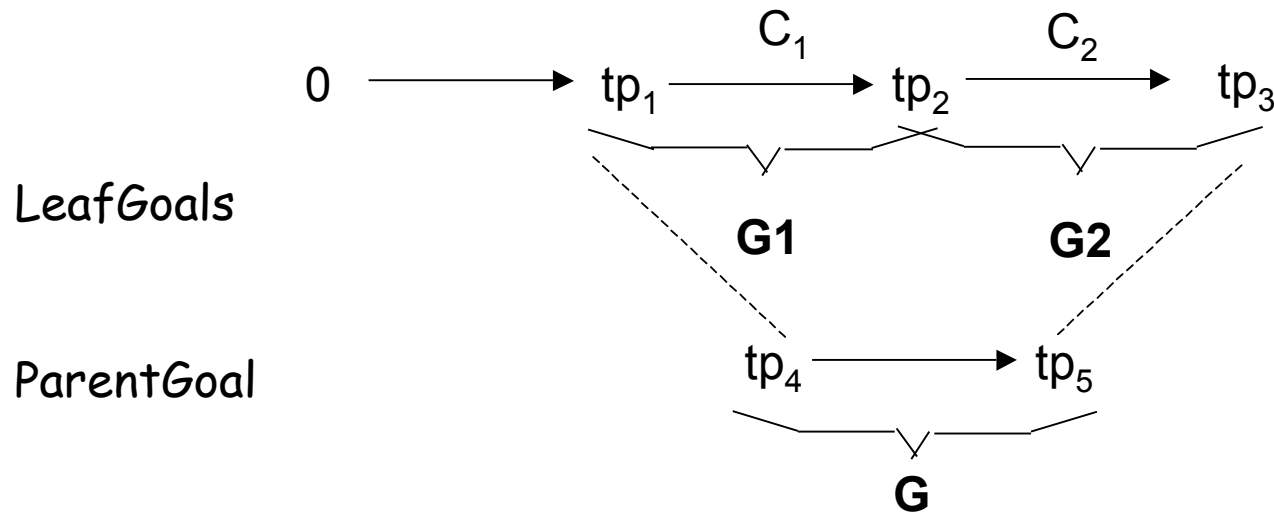 C₁ C₂
0 tp₁ tp₂ tp₃
LeafGoals
G1 G2
ParentGoal
tp₄ tp₅
G